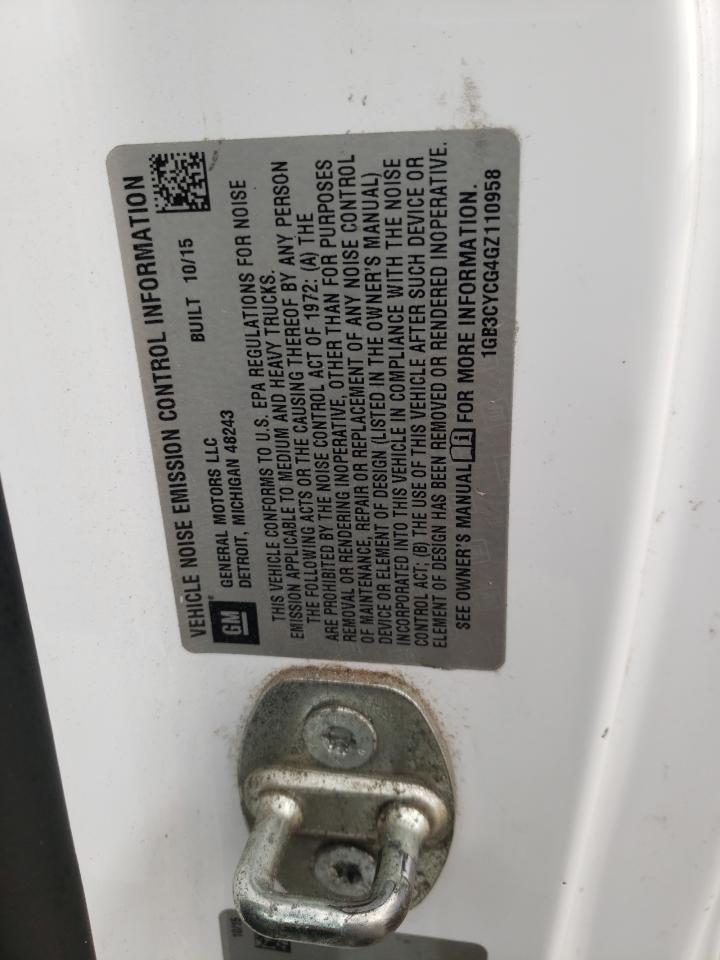 VEHICLE NOISE EMISSION CONTROL INFORMATION
GM
GENERAL MOTORS LLC
DETROIT, MICHIGAN 48243
BUILT 10/15
THIS VEHICLE CONFORMS TO U.S. EPA REGULATIONS FOR NOISE
EMISSION APPLICABLE TO MEDIUM AND HEAVY TRUCKS.
THE FOLLOWING ACTS OR THE CAUSING THEREOF BY ANY PERSON
ARE PROHIBITED BY THE NOISE CONTROL ACT OF 1972: (A) THE
REMOVAL OR RENDERING INOPERATIVE, OTHER THAN FOR PURPOSES
OF MAINTENANCE, REPAIR OR REPLACEMENT OF ANY NOISE CONTROL
DEVICE OR ELEMENT OF DESIGN (LISTED IN THE OWNER'S MANUAL)
INCORPORATED INTO THIS VEHICLE IN COMPLIANCE WITH THE NOISE
CONTROL ACT; (B) THE USE OF THIS VEHICLE AFTER SUCH DEVICE OR
ELEMENT OF DESIGN HAS BEEN REMOVED OR RENDERED INOPERATIVE.
SEE OWNER'S MANUAL FOR MORE INFORMATION.
1GB3CYCG4GZ110958
10/15